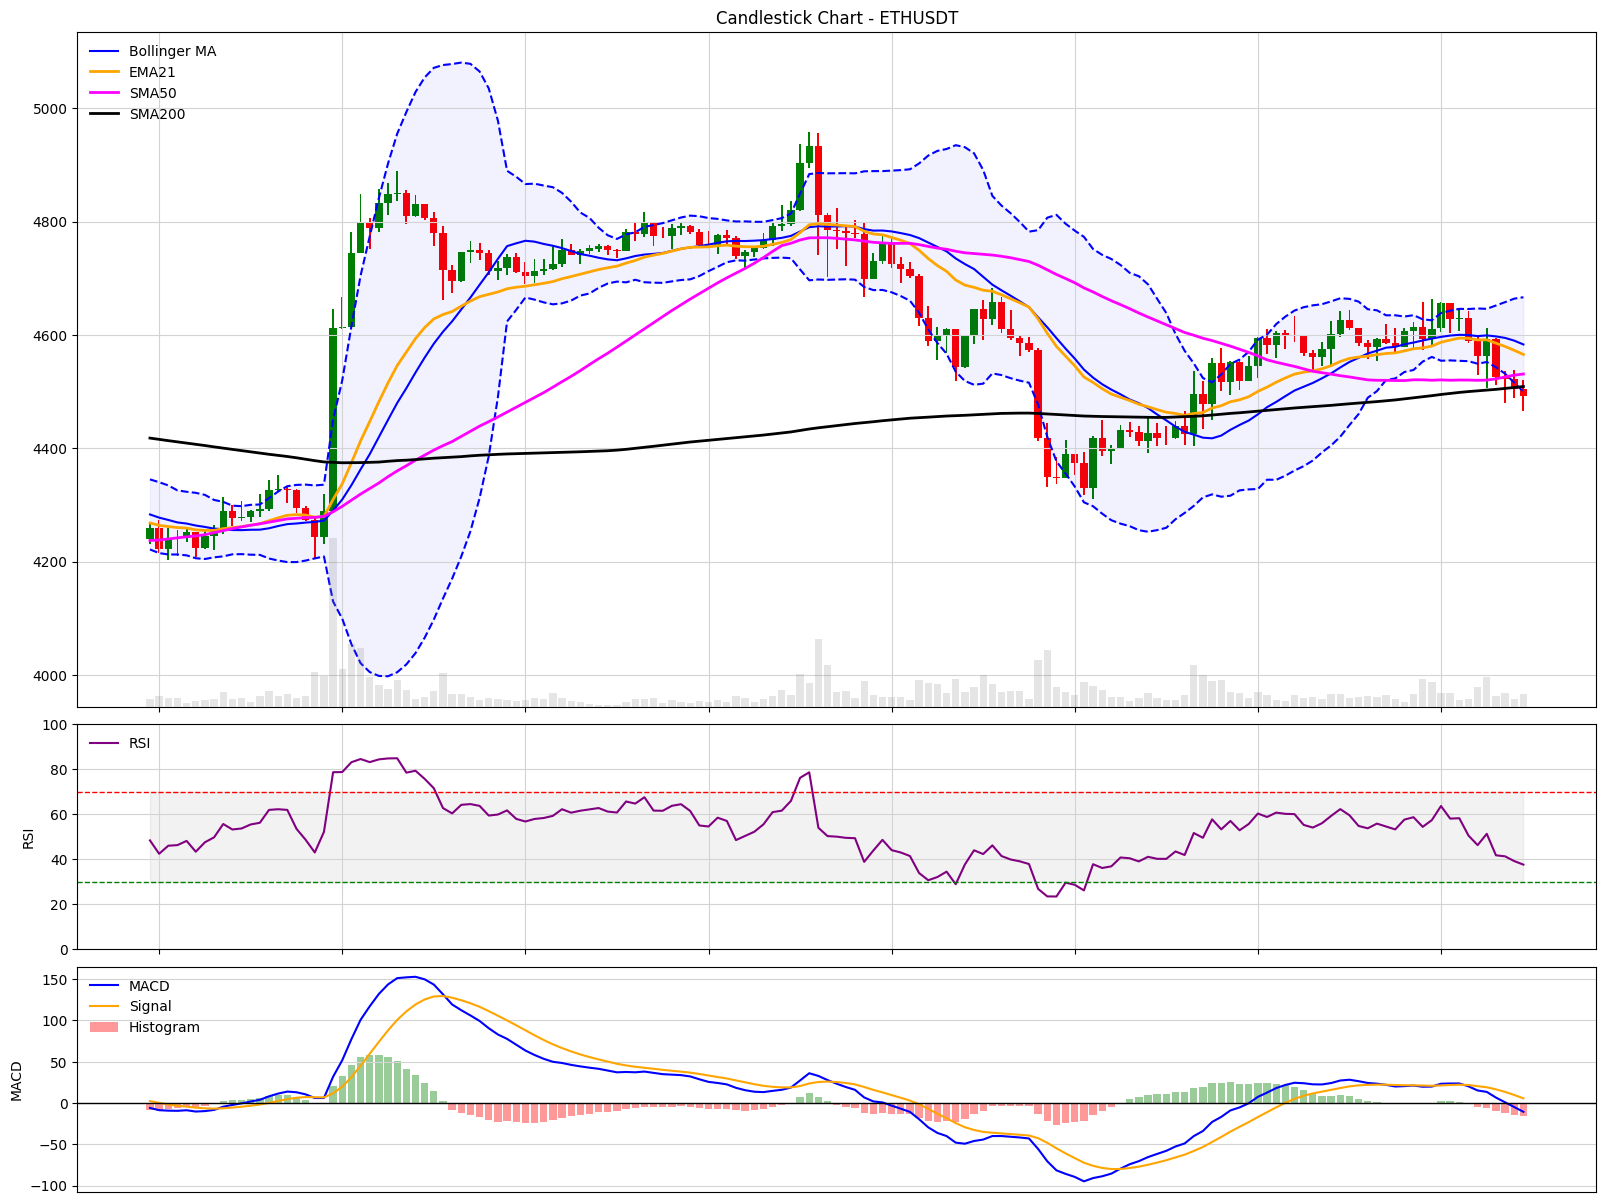 Candlestick Chart - ETHUSDT
Bollinger MA
EMA21
SMA50
SMA200
5000
4800
4600
4400
4200
4000
RSI
100
80
60
40
20
0
RSI
MACD
Signal
Histogram
150
100
50
0
−50
−100
MACD